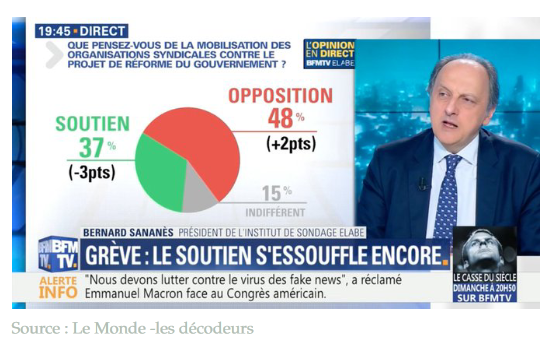 19:45 ▪ DIRECT
QUE PENSEZ-VOUS DE LA MOBILISATION DES
ORGANISATIONS SYNDICALES CONTRE LE
PROJET DE RÉFORME DU GOUVERNEMENT ?
L'OPINION
EN DIRECT
BFMTV ELABE
OPPOSITION
48%
(+2pts)
SOUTIEN
37%
(-3pts)
15%
INDIFFÉRENT
BERNARD SANANÈS PRÉSIDENT DE L'INSTITUT DE SONDAGE ELABE
BFM
TV.
BFM
TV.
GRÈVE : LE SOUTIEN S'ESSOUFFLE ENCORE.
LE CASSE DU SIÈCLE
DIMANCHE À 20H50
SUR BFMTV
ALERTE
INFO
"Nous devons lutter contre le virus des fake news", a réclamé
Emmanuel Macron face au Congrès américain.
Source : Le Monde -les décodeurs